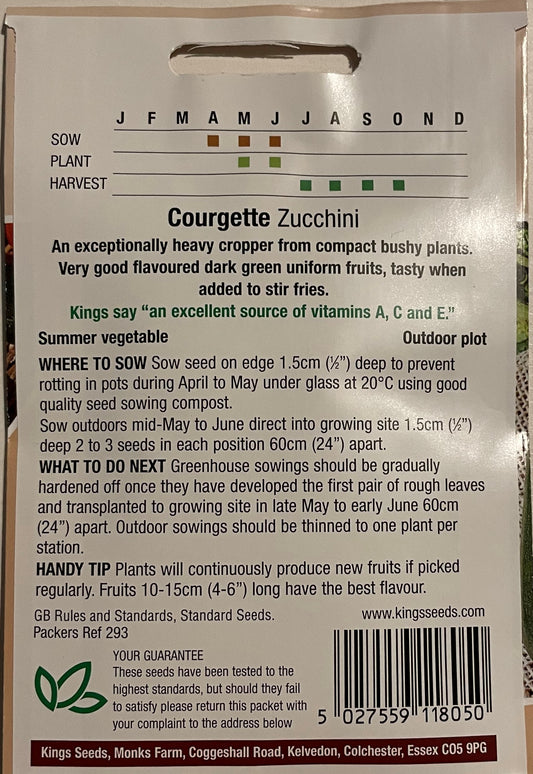 J F M A M J J A S O N D
SOW
PLANT
HARVEST
Courgette Zucchini
An exceptionally heavy cropper from compact bushy plants.
Very good flavoured dark green uniform fruits, tasty when
added to stir fries.
Kings say “an excellent source of vitamins A, C and E.”
Summer vegetable Outdoor plot
WHERE TO SOW Sow seed on edge 1.5cm (½”) deep to prevent
rotting in pots during April to May under glass at 20°C using good
quality seed sowing compost.
Sow outdoors mid-May to June direct into growing site 1.5cm (½”)
deep 2 to 3 seeds in each position 60cm (24”) apart.
WHAT TO DO NEXT Greenhouse sowings should be gradually
hardened off once they have developed the first pair of rough leaves
and transplanted to growing site in late May to early June 60cm
(24”) apart. Outdoor sowings should be thinned to one plant per
station.
HANDY TIP Plants will continuously produce new fruits if picked
regularly. Fruits 10-15cm (4-6”) long have the best flavour.
GB Rules and Standards, Standard Seeds. www.kingsseeds.com
Packers Ref 293
YOUR GUARANTEE
These seeds have been tested to the
highest standards, but should they fail
to satisfy please return this packet with
your complaint to the address below
5 027559 118050
Kings Seeds, Monks Farm, Coggeshall Road, Kelvedon, Colchester, Essex CO5 9PG